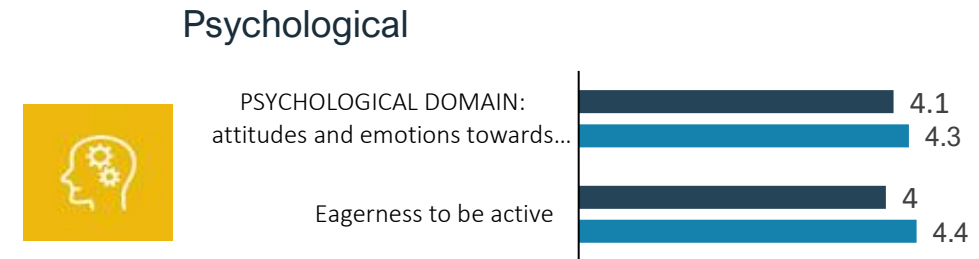 Psychological
PSYCHOLOGICAL DOMAIN:
attitudes and emotions towards…
4.1
4.3
Eagerness to be active
4
4.4